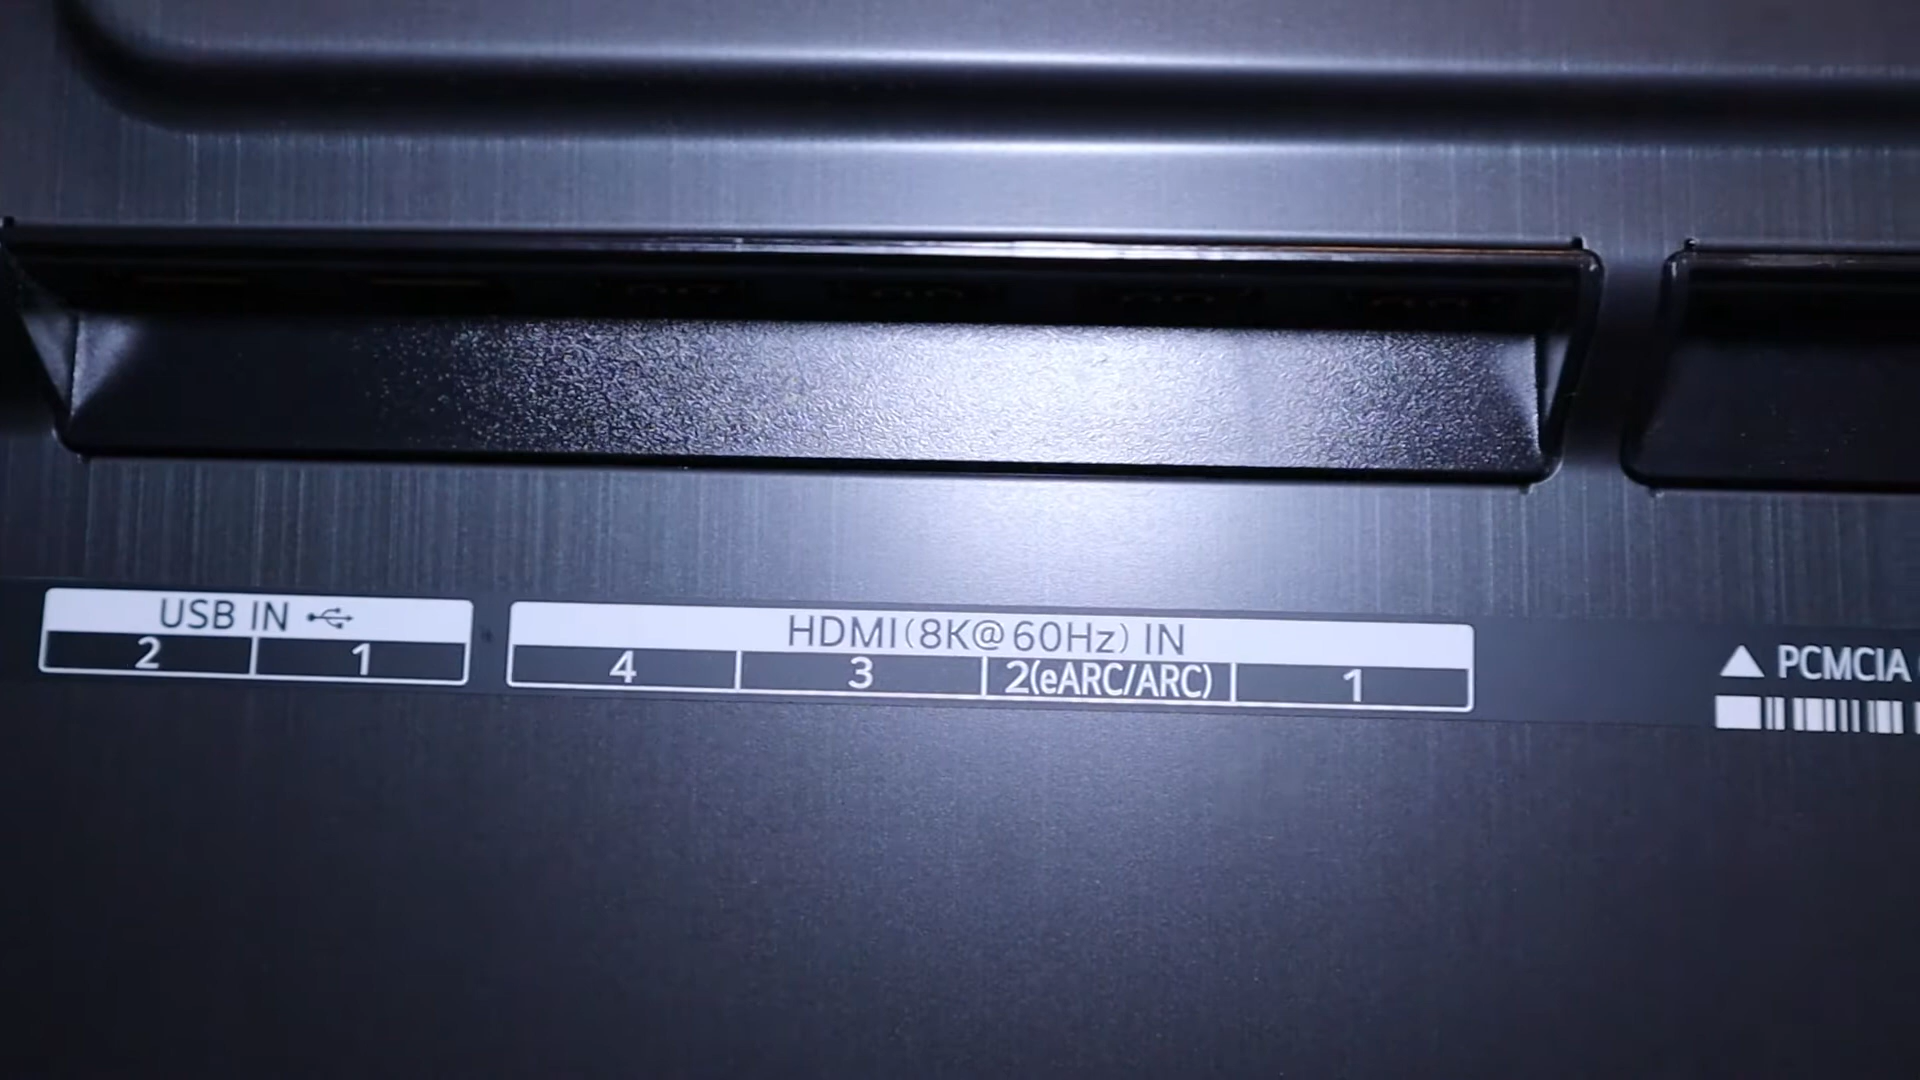 USB IN
2 1
HDMI(8K@60Hz) IN
4 3 2(eARC/ARC) 1
PCMCIA